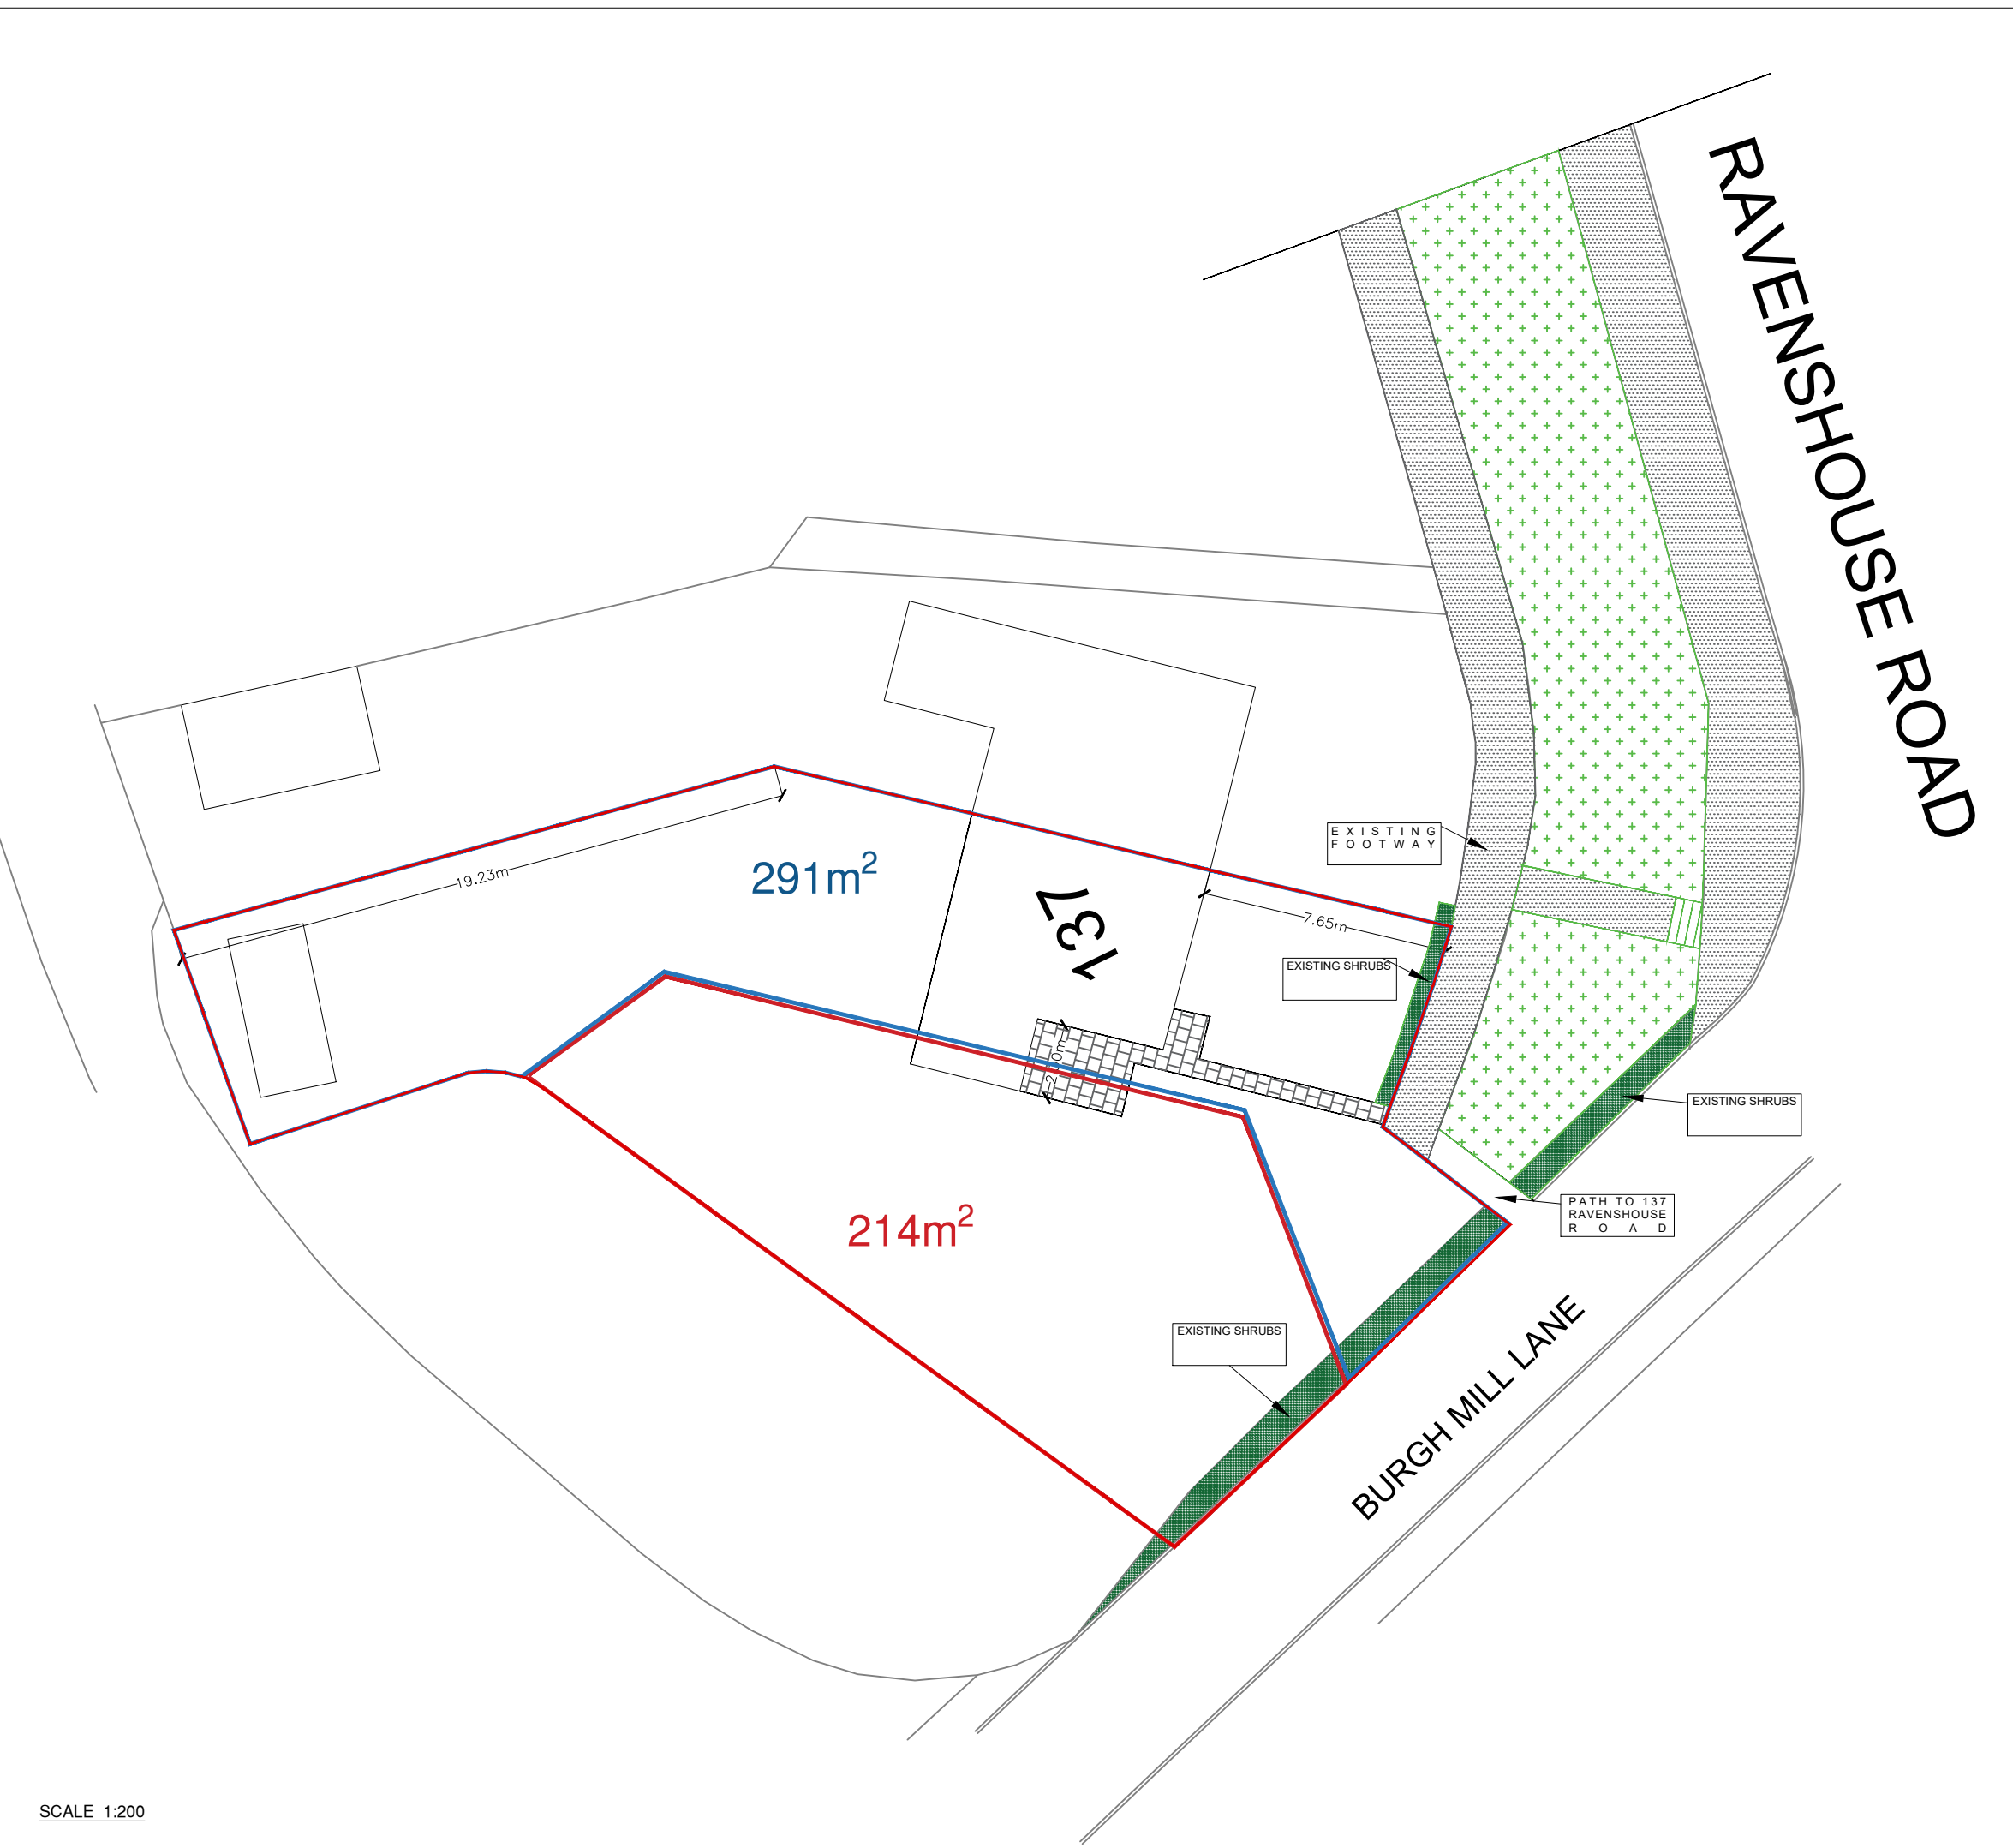 RAVENSHOUSE ROAD
EXISTING
FOOTWAY
291m²
19.23m
137
7.65m
EXISTING SHRUBS
EXISTING SHRUBS
PATH TO 137
RAVENSHOUSE
ROAD
214m²
EXISTING SHRUBS
BURGH MILL LANE
SCALE 1:200